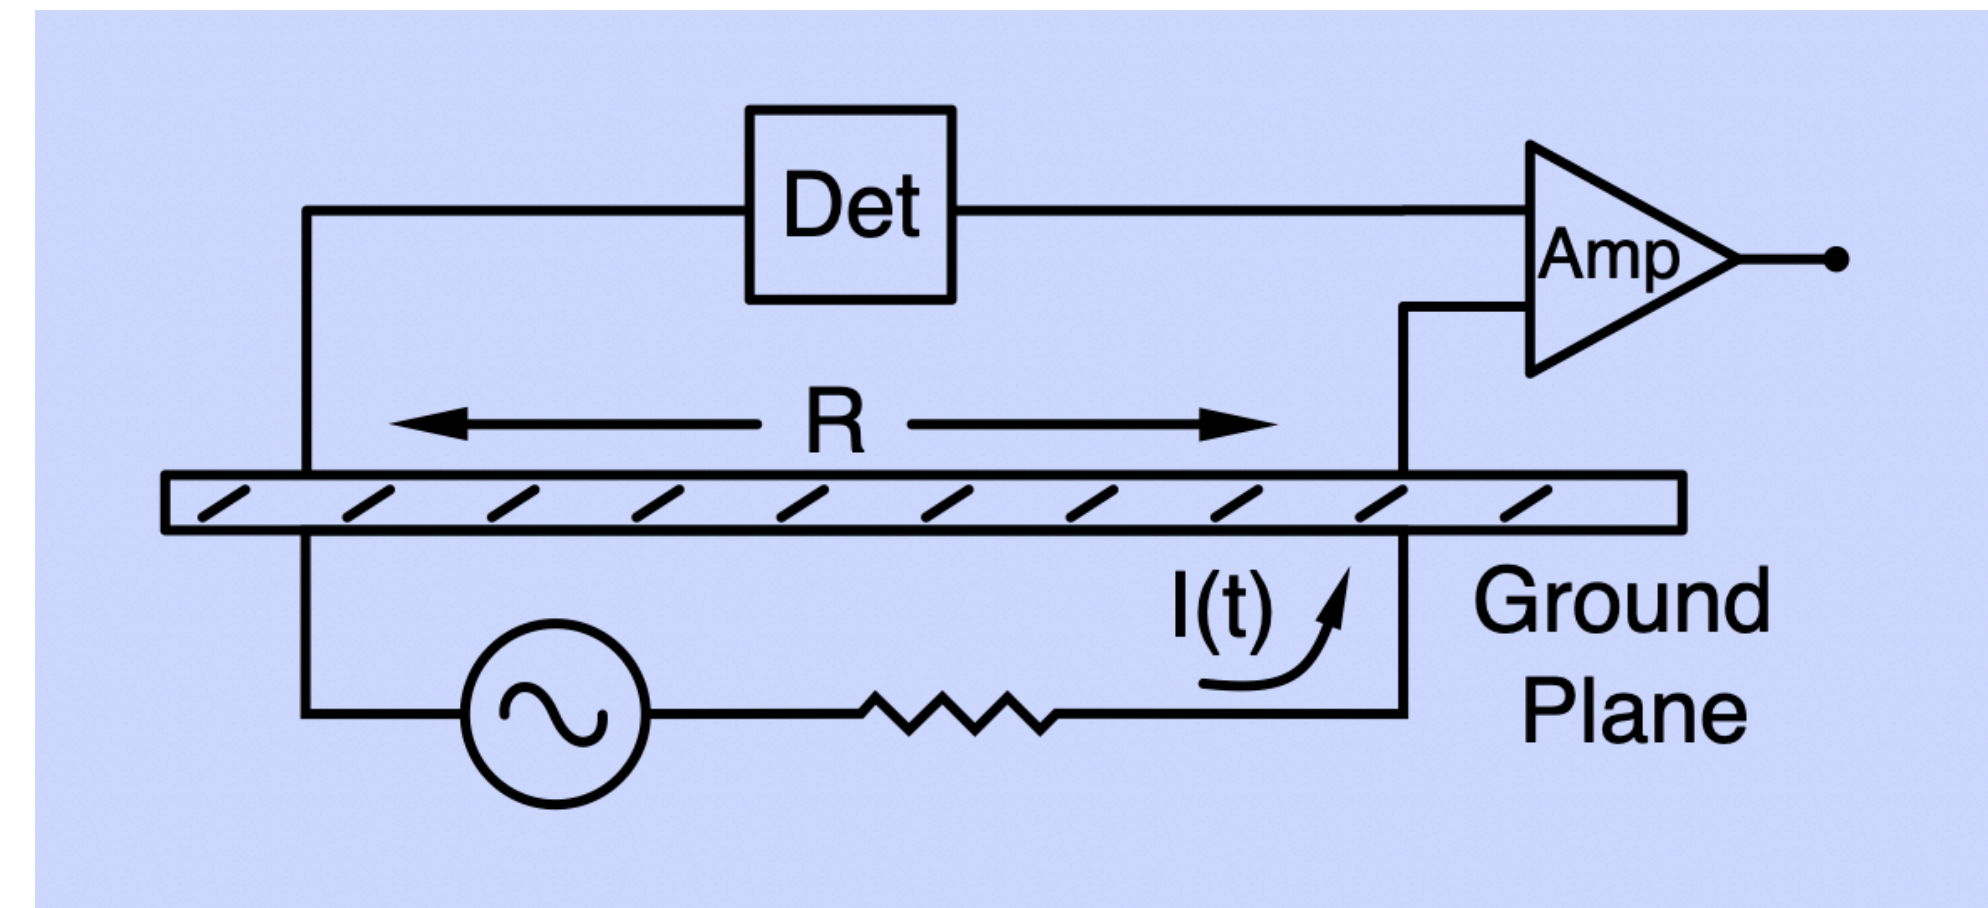 Det
Amp
R
I(t)
Ground
Plane